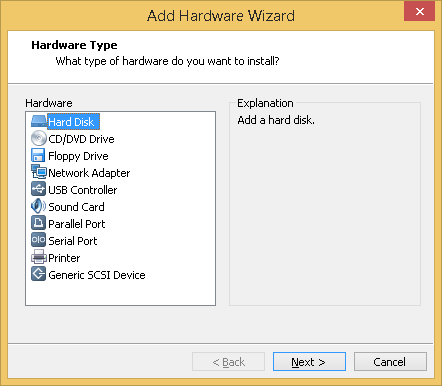 Add Hardware Wizard
Hardware Type
What type of hardware do you want to install?
Hardware
Explanation
Hard Disk
Add a hard disk.
CD/DVD Drive
Floppy Drive
Network Adapter
USB Controller
Sound Card
Parallel Port
Serial Port
Printer
Generic SCSI Device
< Back
Next >
Cancel